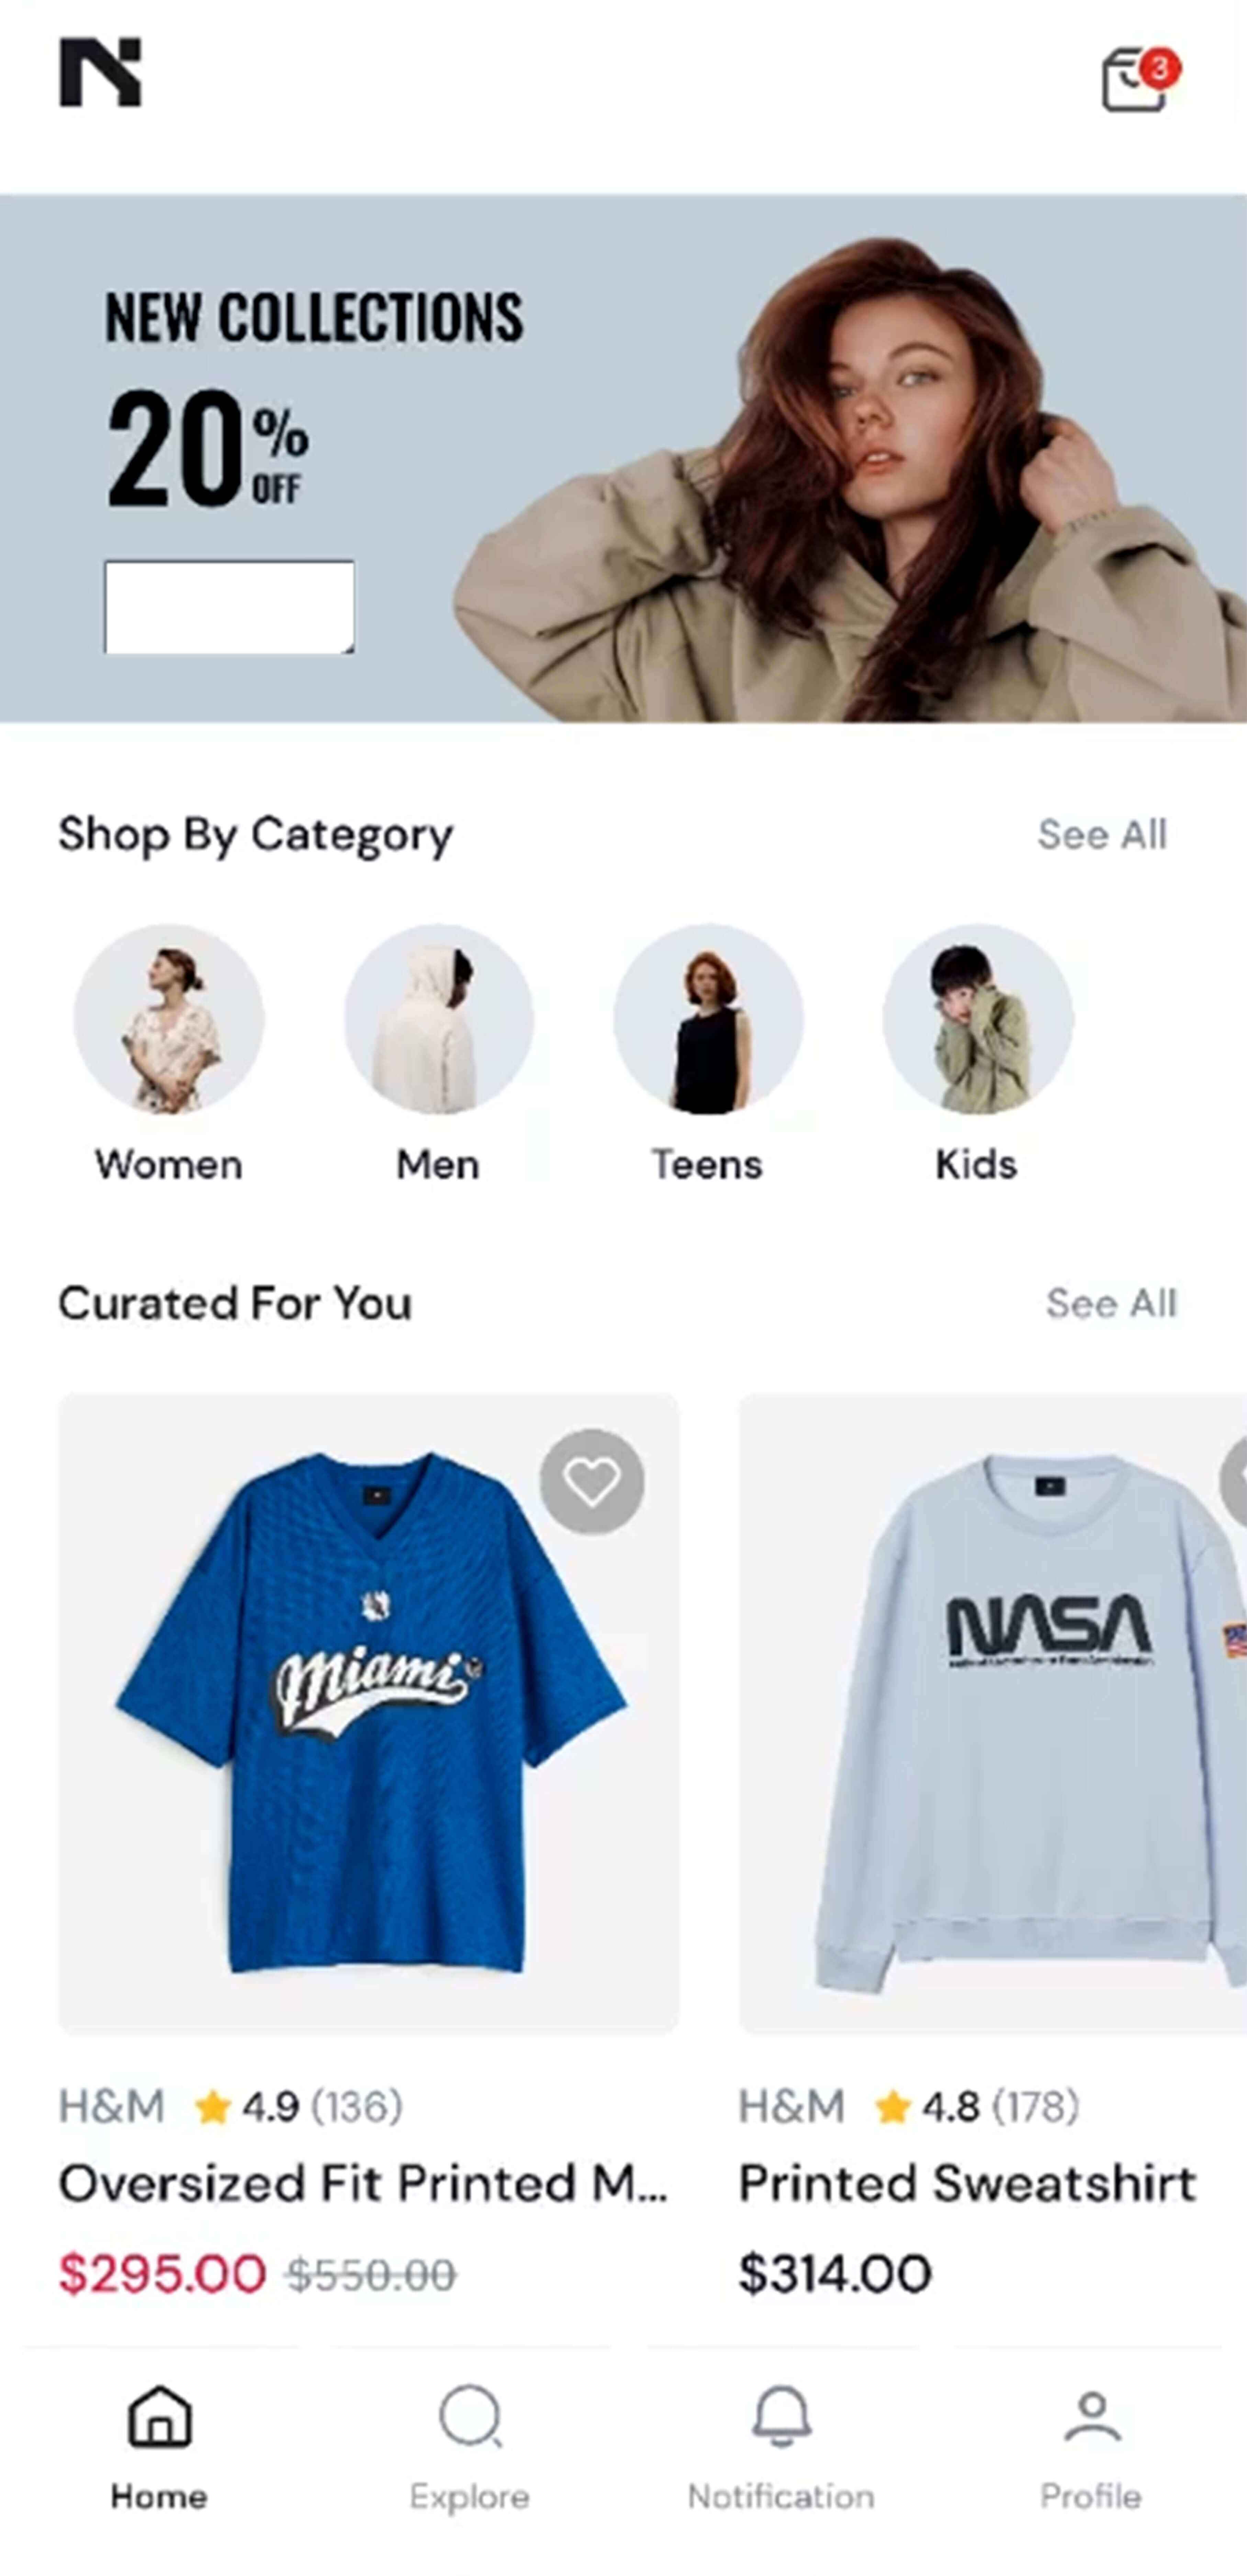 N
3
NEW COLLECTIONS
20%
OFF
Shop By Category
See All
Women
Men
Teens
Kids
Curated For You
See All
Miami
NASA
H&M 4.9 (136)
Oversized Fit Printed M...
$295.00 $550.00
H&M 4.8 (178)
Printed Sweatshirt
$314.00
Home
Explore
Notification
Profile